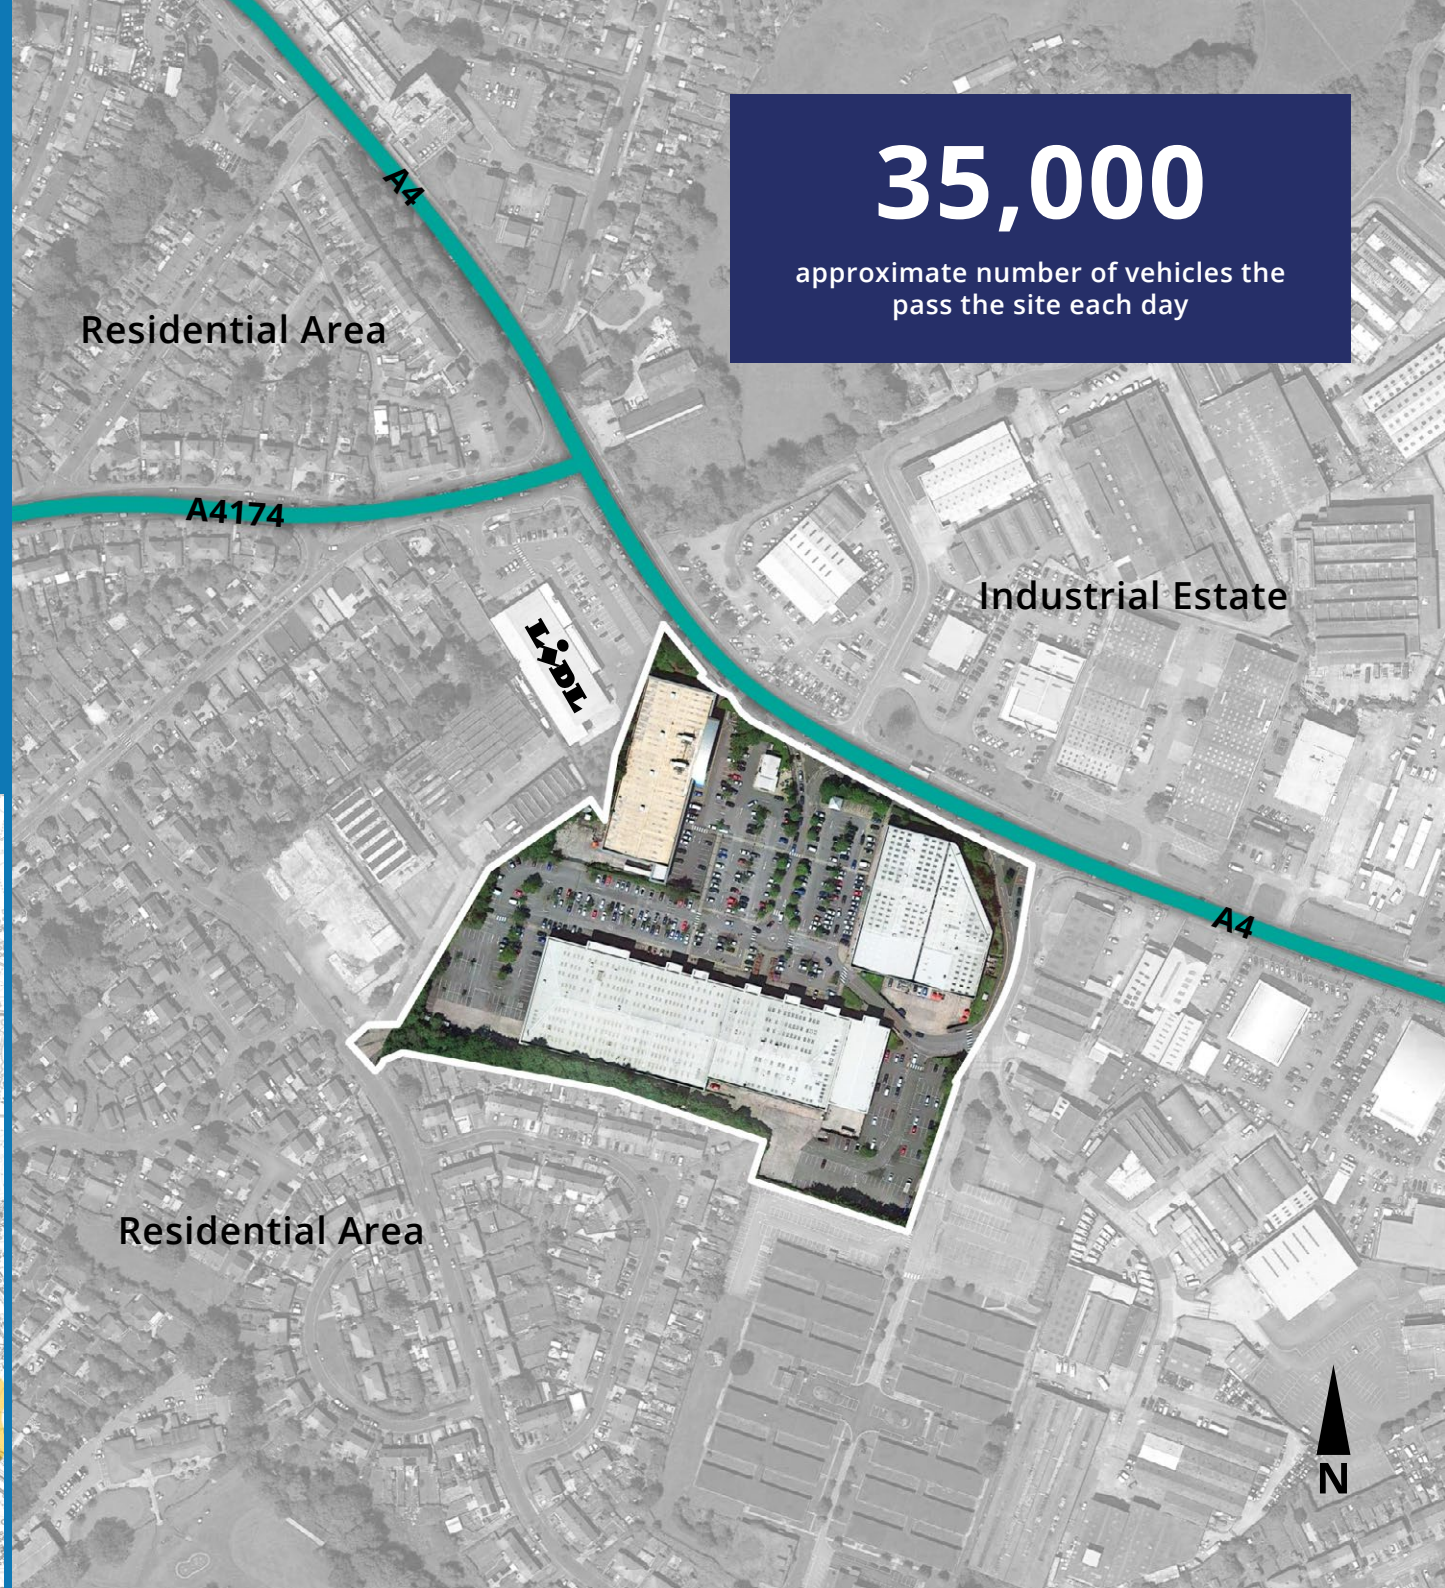 A4
35,000
approximate number of vehicles the
pass the site each day
Residential Area
A4174
Industrial Estate
LIDL
A4
Residential Area
N